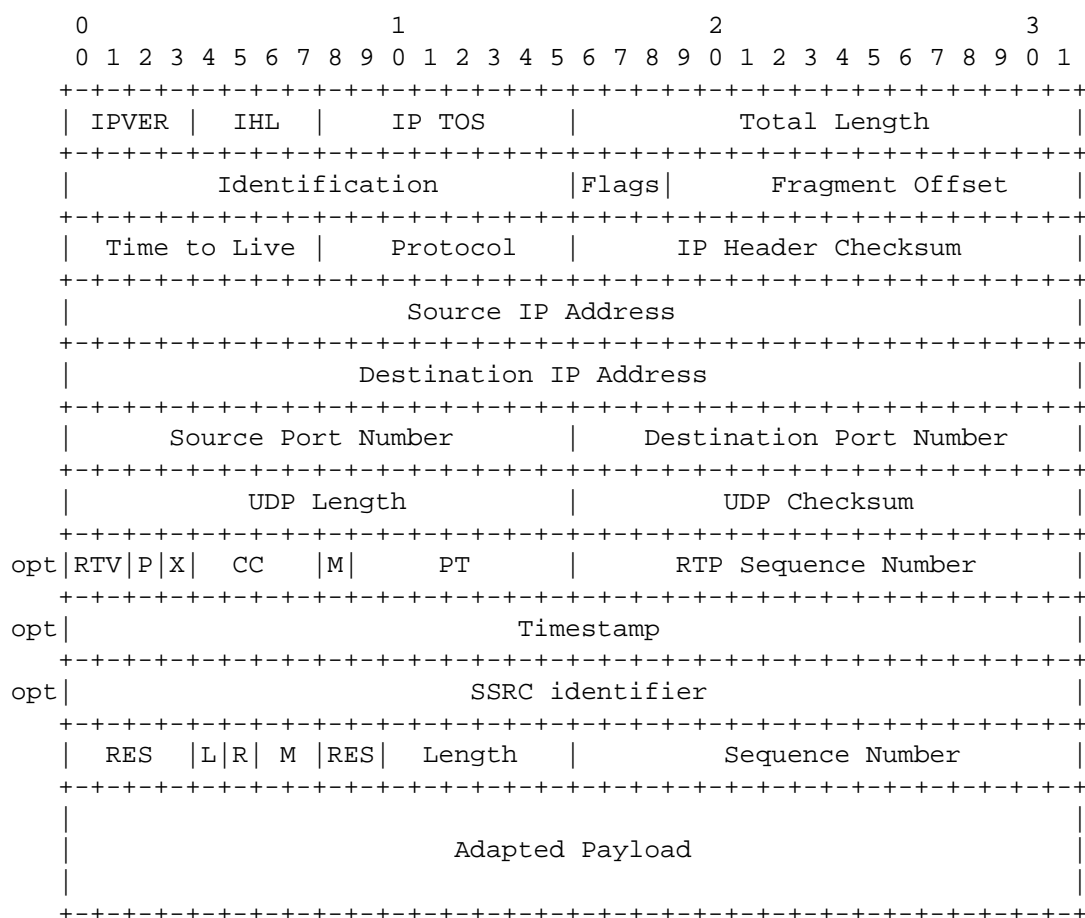 0                   1                   2                   3
0 1 2 3 4 5 6 7 8 9 0 1 2 3 4 5 6 7 8 9 0 1 2 3 4 5 6 7 8 9 0 1
+-+-+-+-+-+-+-+-+-+-+-+-+-+-+-+-+-+-+-+-+-+-+-+-+-+-+-+-+-+-+-+-+
| IPVER | IHL | IP TOS | Total Length |
+-+-+-+-+-+-+-+-+-+-+-+-+-+-+-+-+-+-+-+-+-+-+-+-+-+-+-+-+-+-+-+-+
| Identification |Flags| Fragment Offset |
+-+-+-+-+-+-+-+-+-+-+-+-+-+-+-+-+-+-+-+-+-+-+-+-+-+-+-+-+-+-+-+-+
| Time to Live | Protocol | IP Header Checksum |
+-+-+-+-+-+-+-+-+-+-+-+-+-+-+-+-+-+-+-+-+-+-+-+-+-+-+-+-+-+-+-+-+
| Source IP Address |
+-+-+-+-+-+-+-+-+-+-+-+-+-+-+-+-+-+-+-+-+-+-+-+-+-+-+-+-+-+-+-+-+
| Destination IP Address |
+-+-+-+-+-+-+-+-+-+-+-+-+-+-+-+-+-+-+-+-+-+-+-+-+-+-+-+-+-+-+-+-+
| Source Port Number | Destination Port Number |
+-+-+-+-+-+-+-+-+-+-+-+-+-+-+-+-+-+-+-+-+-+-+-+-+-+-+-+-+-+-+-+-+
| UDP Length | UDP Checksum |
+-+-+-+-+-+-+-+-+-+-+-+-+-+-+-+-+-+-+-+-+-+-+-+-+-+-+-+-+-+-+-+-+
opt|RTV|P|X| CC |M| PT | RTP Sequence Number |
+-+-+-+-+-+-+-+-+-+-+-+-+-+-+-+-+-+-+-+-+-+-+-+-+-+-+-+-+-+-+-+-+
opt| Timestamp |
+-+-+-+-+-+-+-+-+-+-+-+-+-+-+-+-+-+-+-+-+-+-+-+-+-+-+-+-+-+-+-+-+
opt| SSRC identifier |
+-+-+-+-+-+-+-+-+-+-+-+-+-+-+-+-+-+-+-+-+-+-+-+-+-+-+-+-+-+-+-+-+
| RES |L|R| M |RES| Length | Sequence Number |
+-+-+-+-+-+-+-+-+-+-+-+-+-+-+-+-+-+-+-+-+-+-+-+-+-+-+-+-+-+-+-+-+
| |
| Adapted Payload |
| |
+-+-+-+-+-+-+-+-+-+-+-+-+-+-+-+-+-+-+-+-+-+-+-+-+-+-+-+-+-+-+-+-+